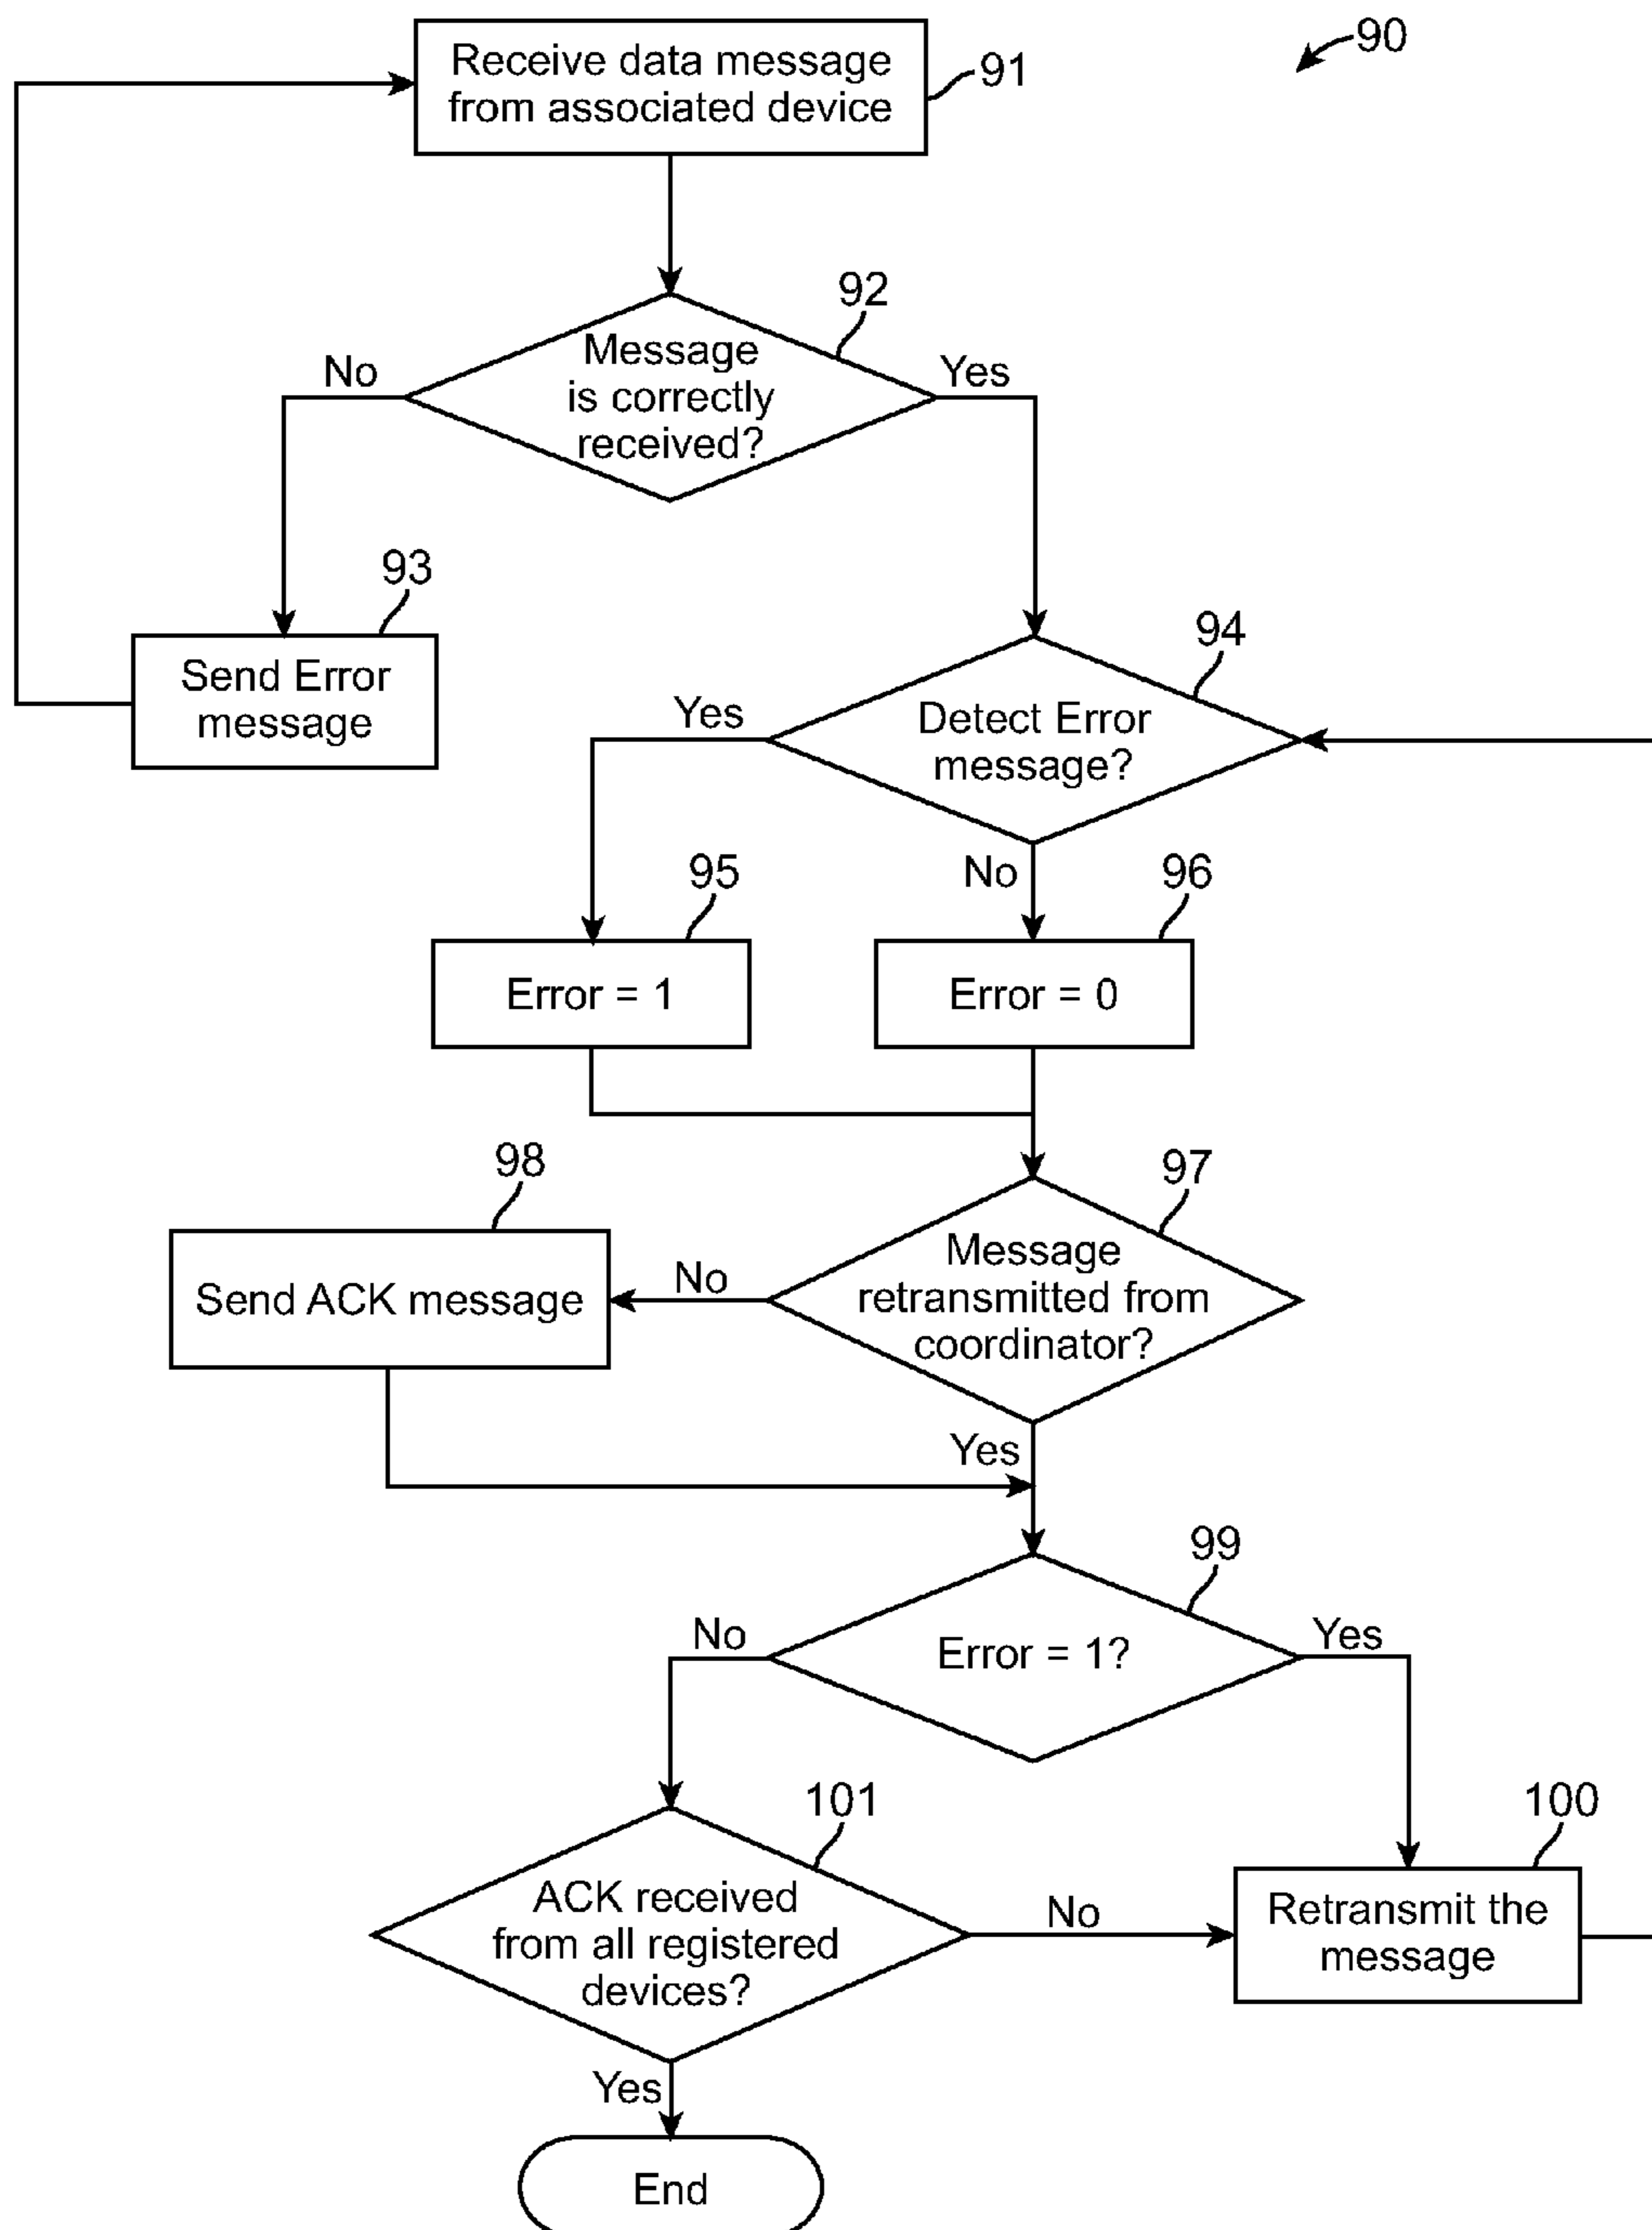 90
Receive data message
from associated device
91
92
Message
is correctly
received?
No
Yes
93
Send Error
message
94
Detect Error
message?
Yes
No
95
Error = 1
96
Error = 0
97
Message
retransmitted from
coordinator?
98
Send ACK message
No
Yes
99
Error = 1?
No
Yes
101
ACK received
from all registered
devices?
No
100
Retransmit the
message
Yes
End